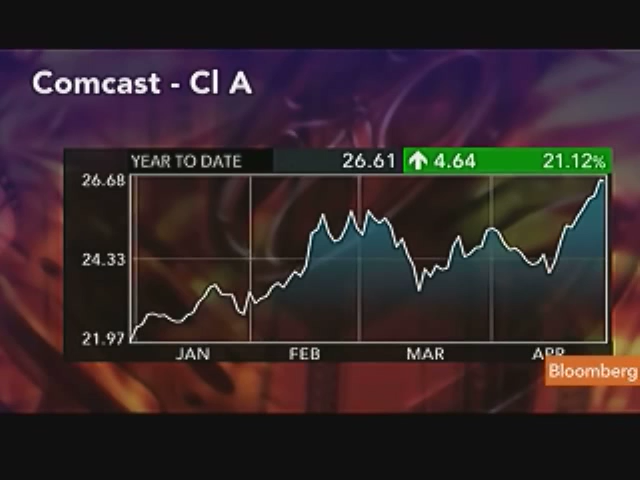 Comcast - Cl A
YEAR TO DATE 26.61 4.64 21.12%
26.68
24.33
21.97
JAN FEB MAR APR
Bloomberg